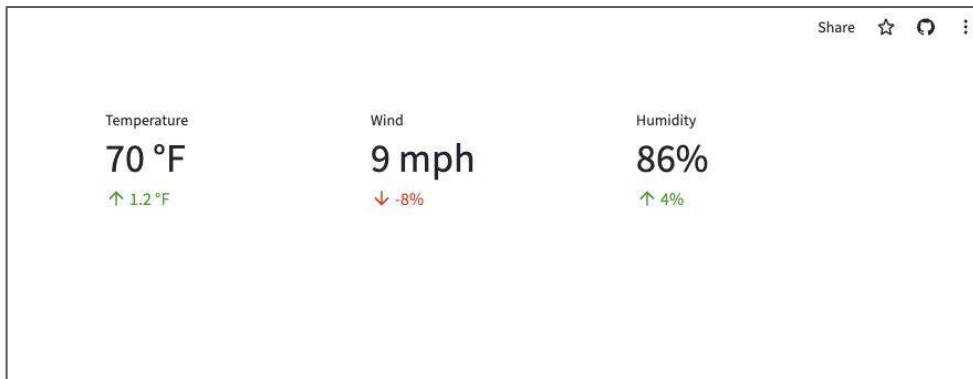 Share
Temperature
70 °F
↑ 1.2 °F
Wind
9 mph
↓ -8%
Humidity
86%
↑ 4%